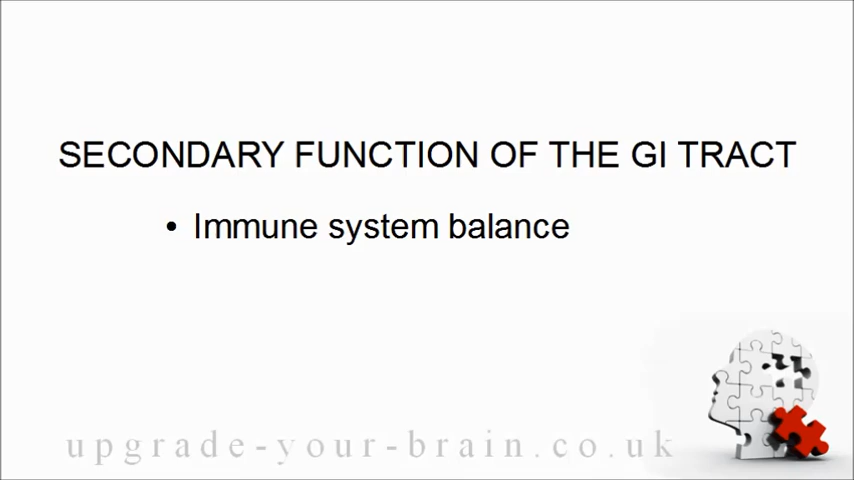 SECONDARY FUNCTION OF THE GI TRACT
• Immune system balance
upgrade-your-brain.co.uk